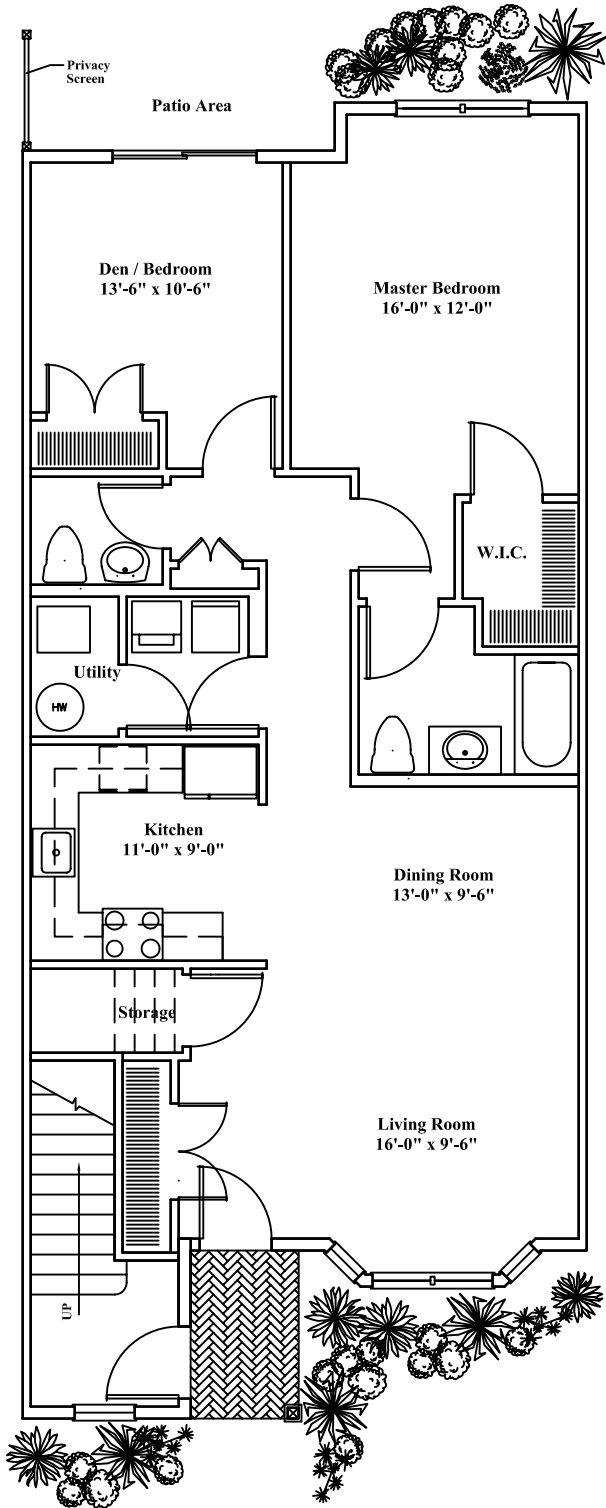 Privacy
Screen
Patio Area
Den / Bedroom
13'-6" x 10'-6"
Master Bedroom
16'-0" x 12'-0"
W.I.C.
Utility
HW
Kitchen
11'-0" x 9'-0"
Dining Room
13'-0" x 9'-6"
Storage
Living Room
16'-0" x 9'-6"
UP